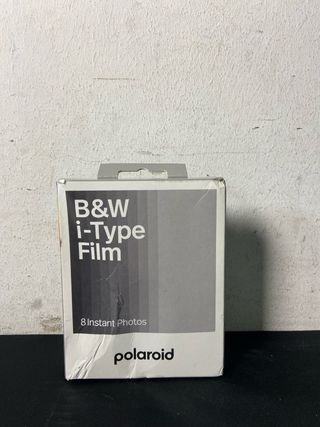 B&W
i-Type
Film
8 Instant Photos
polaroid